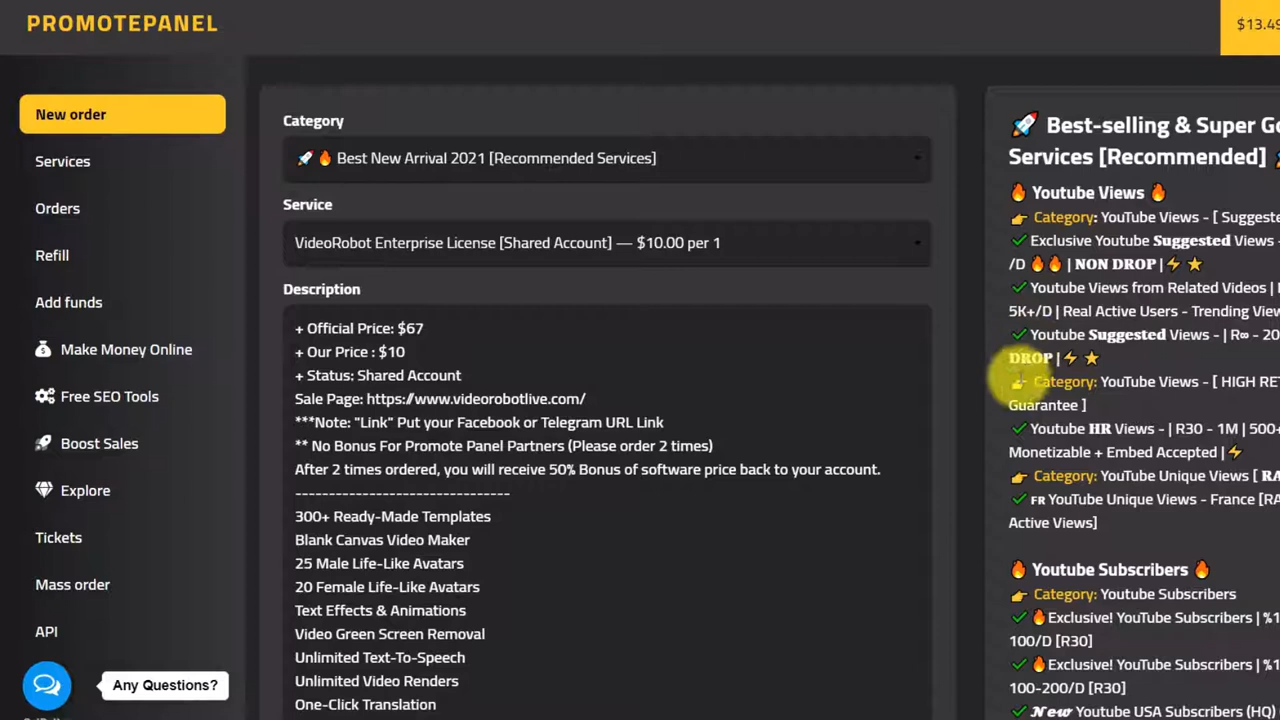 PROMOTEPANEL
$13.49
New order
Services
Orders
Refill
Add funds
Make Money Online
Free SEO Tools
Boost Sales
Explore
Tickets
Mass order
API
Any Questions?
Category
🚀 🔥 Best New Arrival 2021 [Recommended Services]
Service
VideoRobot Enterprise License [Shared Account] — $10.00 per 1
Description
+ Official Price: $67
+ Our Price : $10
+ Status: Shared Account
Sale Page: https://www.videorobotlive.com/
***Note: "Link" Put your Facebook or Telegram URL Link
** No Bonus For Promote Panel Partners (Please order 2 times)
After 2 times ordered, you will receive 50% Bonus of software price back to your account.
--------------------------------
300+ Ready-Made Templates
Blank Canvas Video Maker
25 Male Life-Like Avatars
20 Female Life-Like Avatars
Text Effects & Animations
Video Green Screen Removal
Unlimited Text-To-Speech
Unlimited Video Renders
One-Click Translation
🚀 Best-selling & Super
Services [Recommended]
🔥 Youtube Views 🔥
👉 Category: YouTube Views - [
✅ Exclusive Youtube Suggested Views -
/D 🔥🔥 | NON DROP | ⚡ ⭐
✅ Youtube Views from Related Videos |
5K+/D | Real Active Users - Trending
✅ Youtube Suggested Views - | R∞ - 20
DROP | ⚡ ⭐
👉 Category: YouTube Views - [ HIGH
Guarantee ]
✅ Youtube HR Views - | R30 - 1M | 500+
Monetizable + Embed Accepted | ⚡
👉 Category: YouTube Unique Views [
✅ FR YouTube Unique Views - France
Active Views]
🔥 Youtube Subscribers 🔥
👉 Category: YouTube Subscribers
✅ 🔥Exclusive! YouTube Subscribers | %1
100/D [R30]
✅ 🔥Exclusive! YouTube Subscribers | %1
100-200/D [R30]
✅ New Youtube USA Subscribers (HQ)